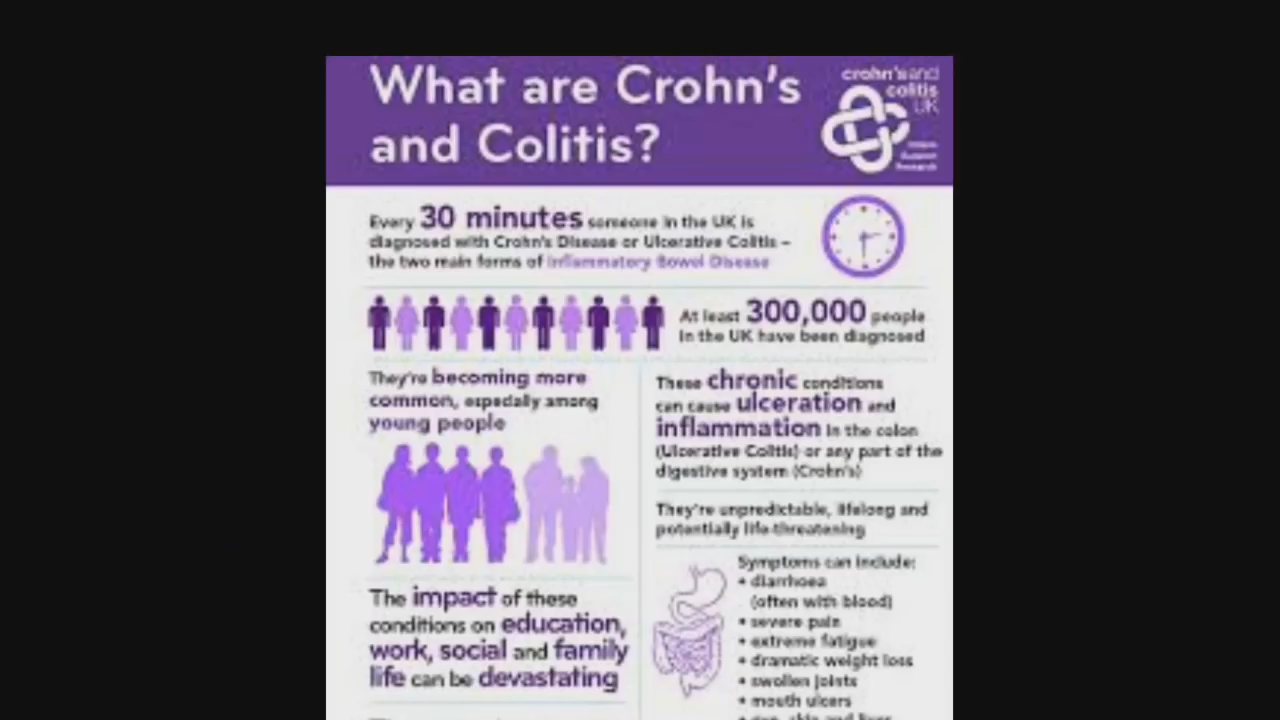 What are Crohn's
and Colitis?
crohn's and
colitis
UK
Every 30 minutes someone in the UK is
diagnosed with Crohn's Disease or Ulcerative Colitis –
the two main forms of Inflammatory Bowel Disease
At least 300,000 people
in the UK have been diagnosed
They're becoming more
common, especially among
young people
The impact of these
conditions on education,
work, social and family
life can be devastating
These chronic conditions
can cause ulceration and
inflammation in the colon
(Ulcerative Colitis) or any part of the
digestive system (Crohn's)
They're unpredictable, lifelong and
potentially life-threatening
Symptoms can include:
• diarrhoea
(often with blood)
• severe pain
• extreme fatigue
• dramatic weight loss
• swollen joints
• mouth ulcers